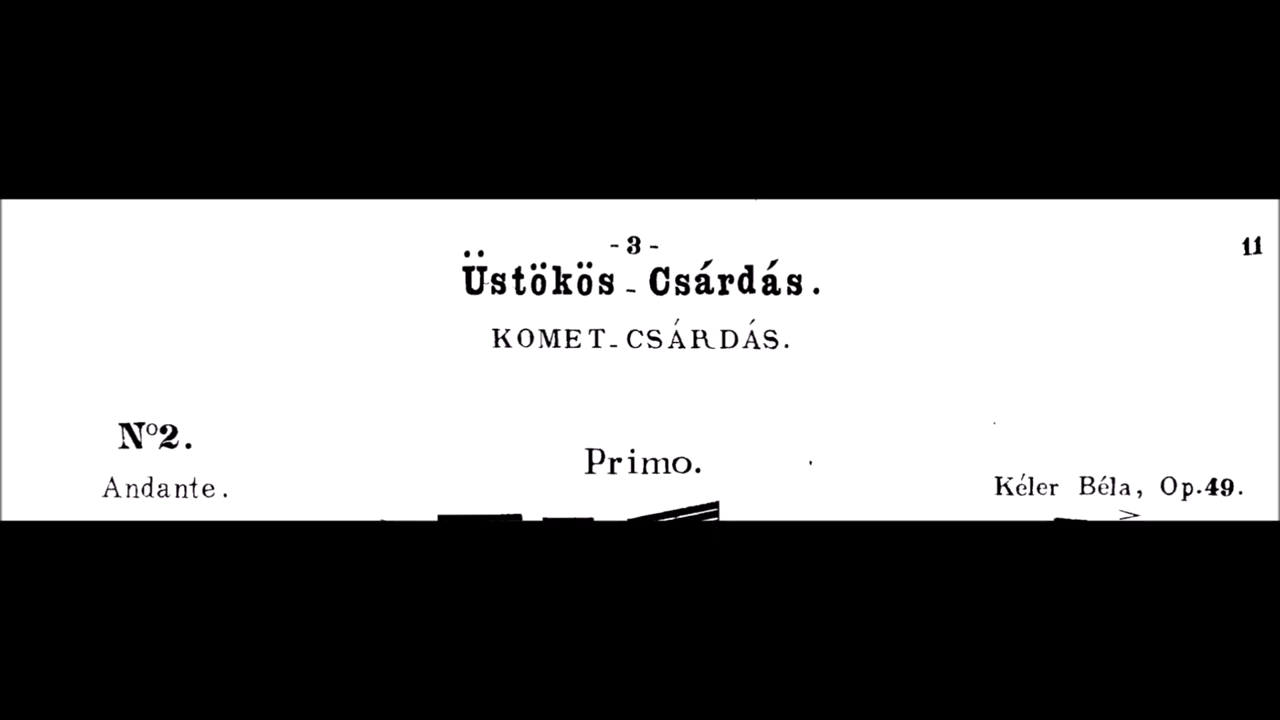 - 3 -
11
Üstökös - Csárdás.
KOMET - CSÁRDÁS.
Nº2.
Primo.
Andante.
Kéler Béla, Op. 49.